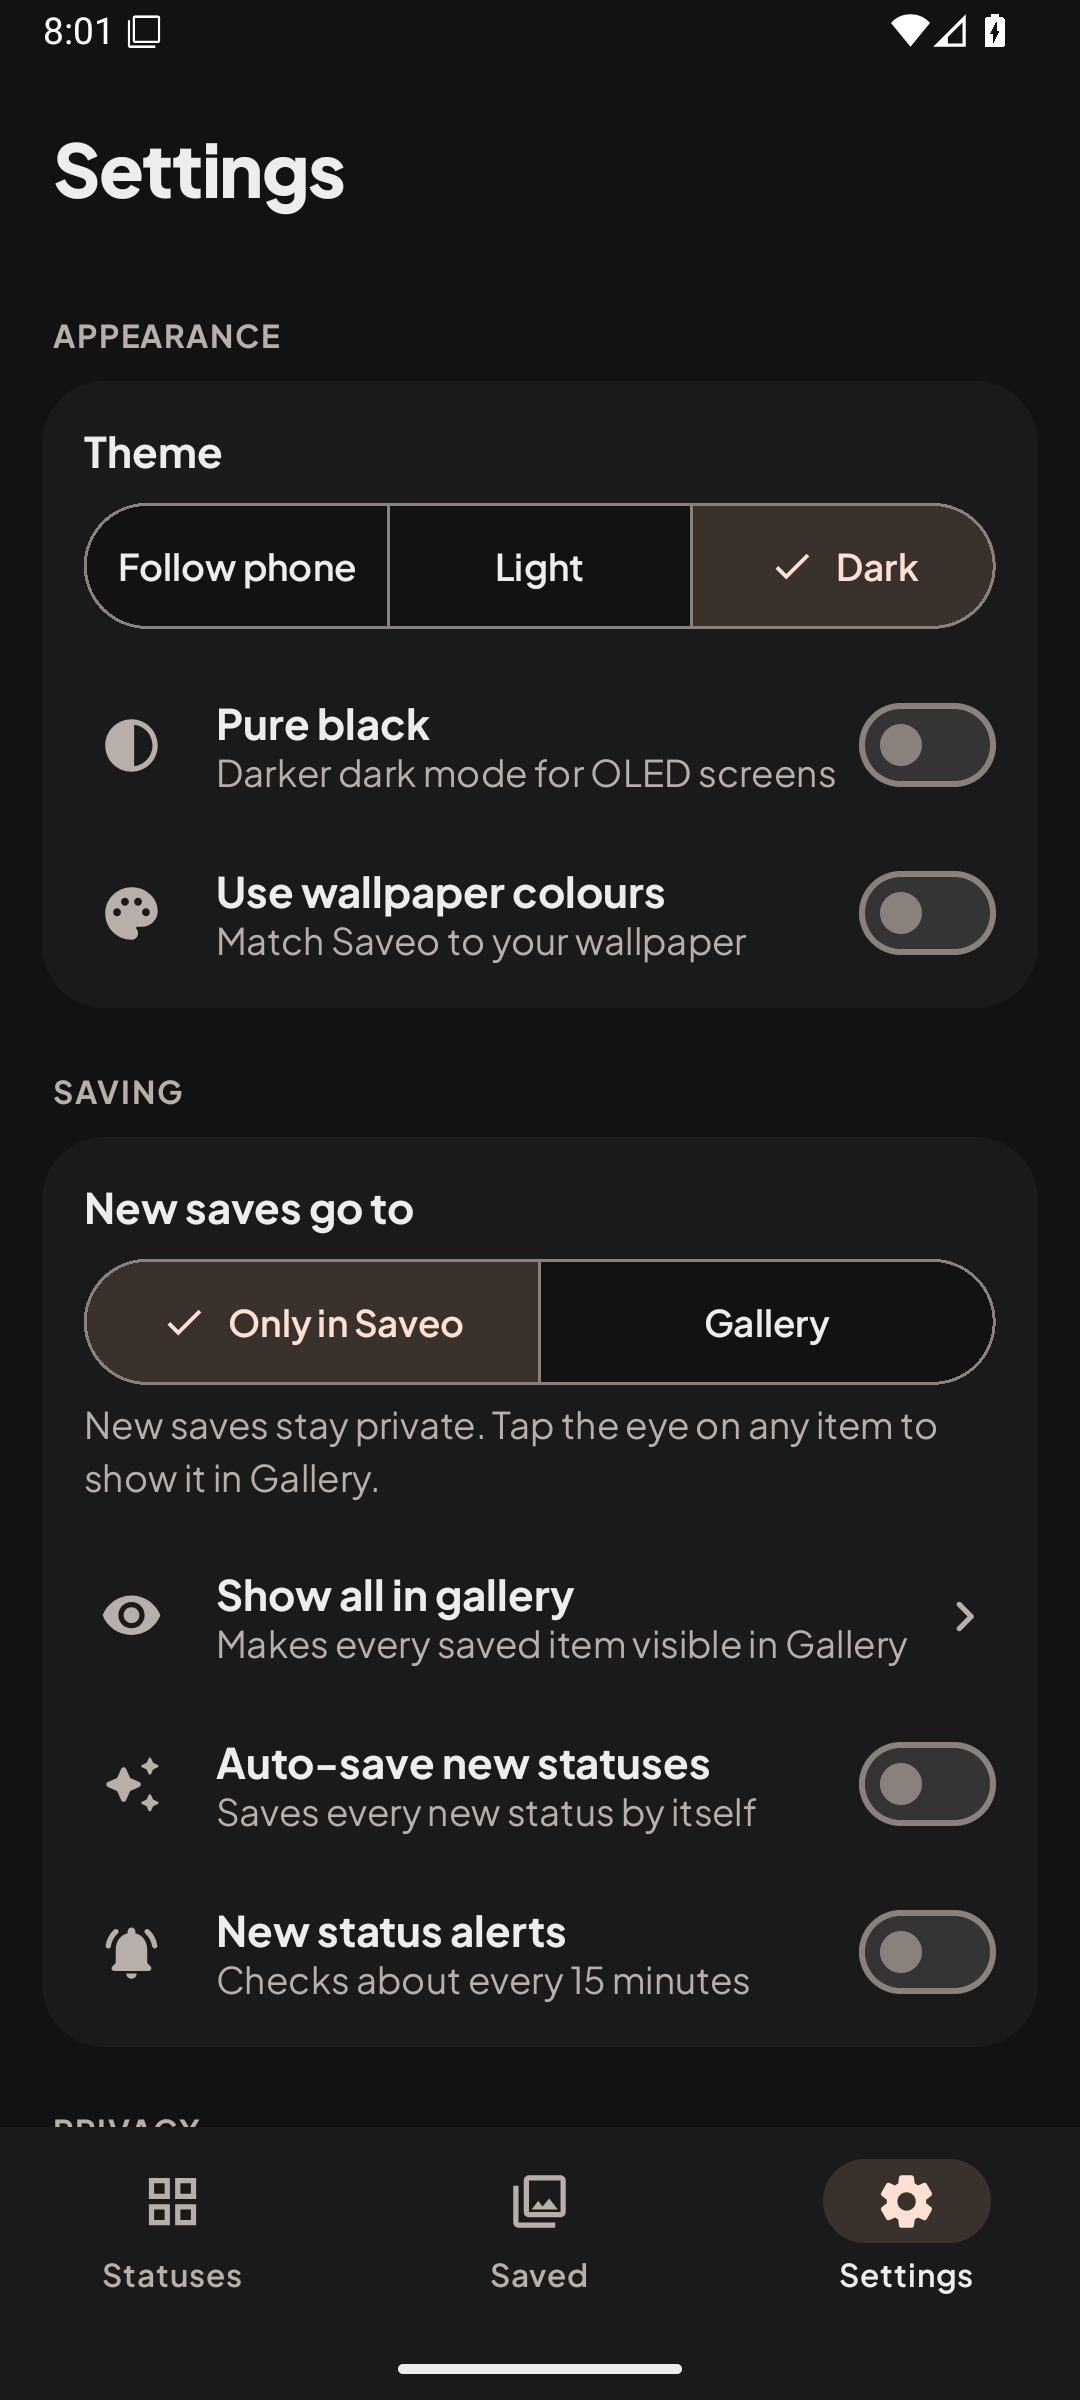 8:01
Settings
APPEARANCE
Theme
Follow phone
Light
Dark
Pure black
Darker dark mode for OLED screens
Use wallpaper colours
Match Saveo to your wallpaper
SAVING
New saves go to
Only in Saveo
Gallery
New saves stay private. Tap the eye on any item to
show it in Gallery.
Show all in gallery
Makes every saved item visible in Gallery
Auto-save new statuses
Saves every new status by itself
New status alerts
Checks about every 15 minutes
PRIVACY
Statuses
Saved
Settings